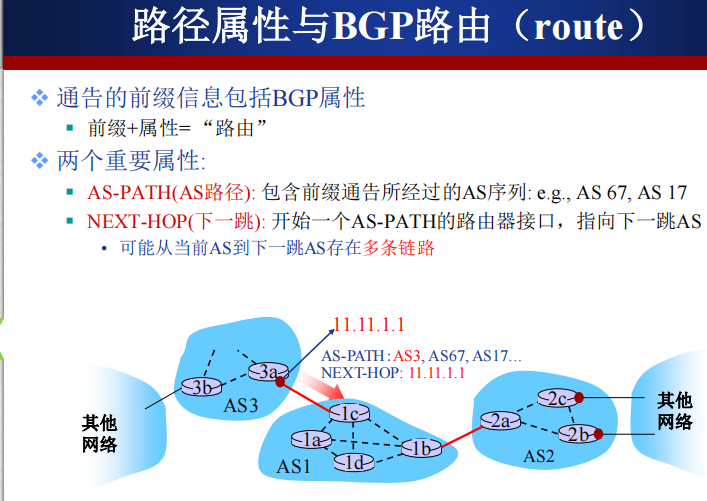 路径属性与BGP路由（route）
通告的前缀信息包括BGP属性
前缀+属性= “路由”
两个重要属性:
AS-PATH(AS路径): 包含前缀通告所经过的AS序列: e.g., AS 67, AS 17
NEXT-HOP(下一跳): 开始一个AS-PATH的路由器接口，指向下一跳AS
• 可能从当前AS到下一跳AS存在多条链路
11.11.1.1
AS-PATH：AS3, AS67, AS17…
NEXT-HOP: 11.11.1.1
3a
3b
AS3
其他
网络
1c
1a
1b
1d
AS1
2c
2a
2b
AS2
其他
网络